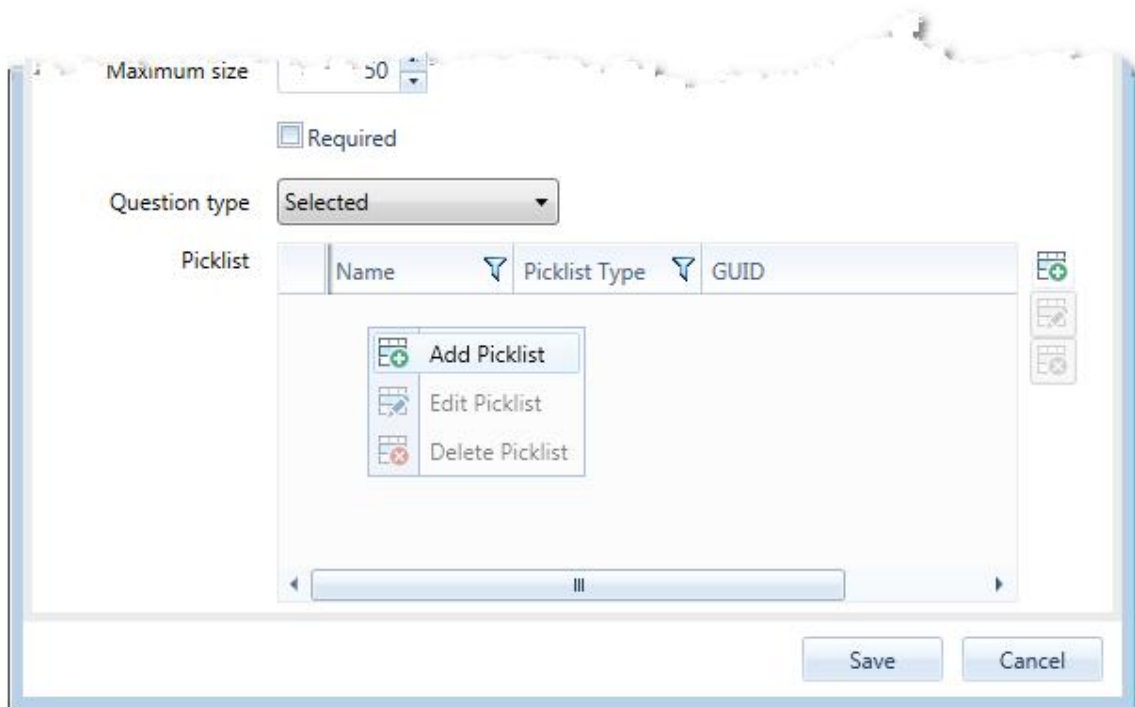 Maximum size 50
Required
Question type Selected
Picklist Name Picklist Type GUID
Add Picklist
Edit Picklist
Delete Picklist
Save Cancel